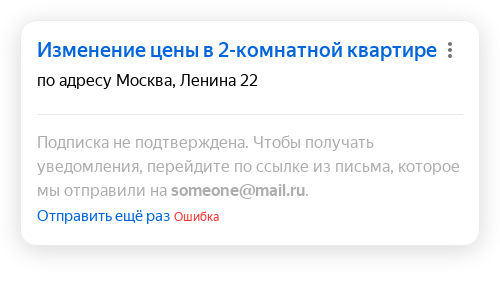 Изменение цены в 2-комнатной квартире
по адресу Москва, Ленина 22
Подписка не подтверждена. Чтобы получать
уведомления, перейдите по ссылке из письма, которое
мы отправили на someone@mail.ru.
Отправить ещё раз Ошибка